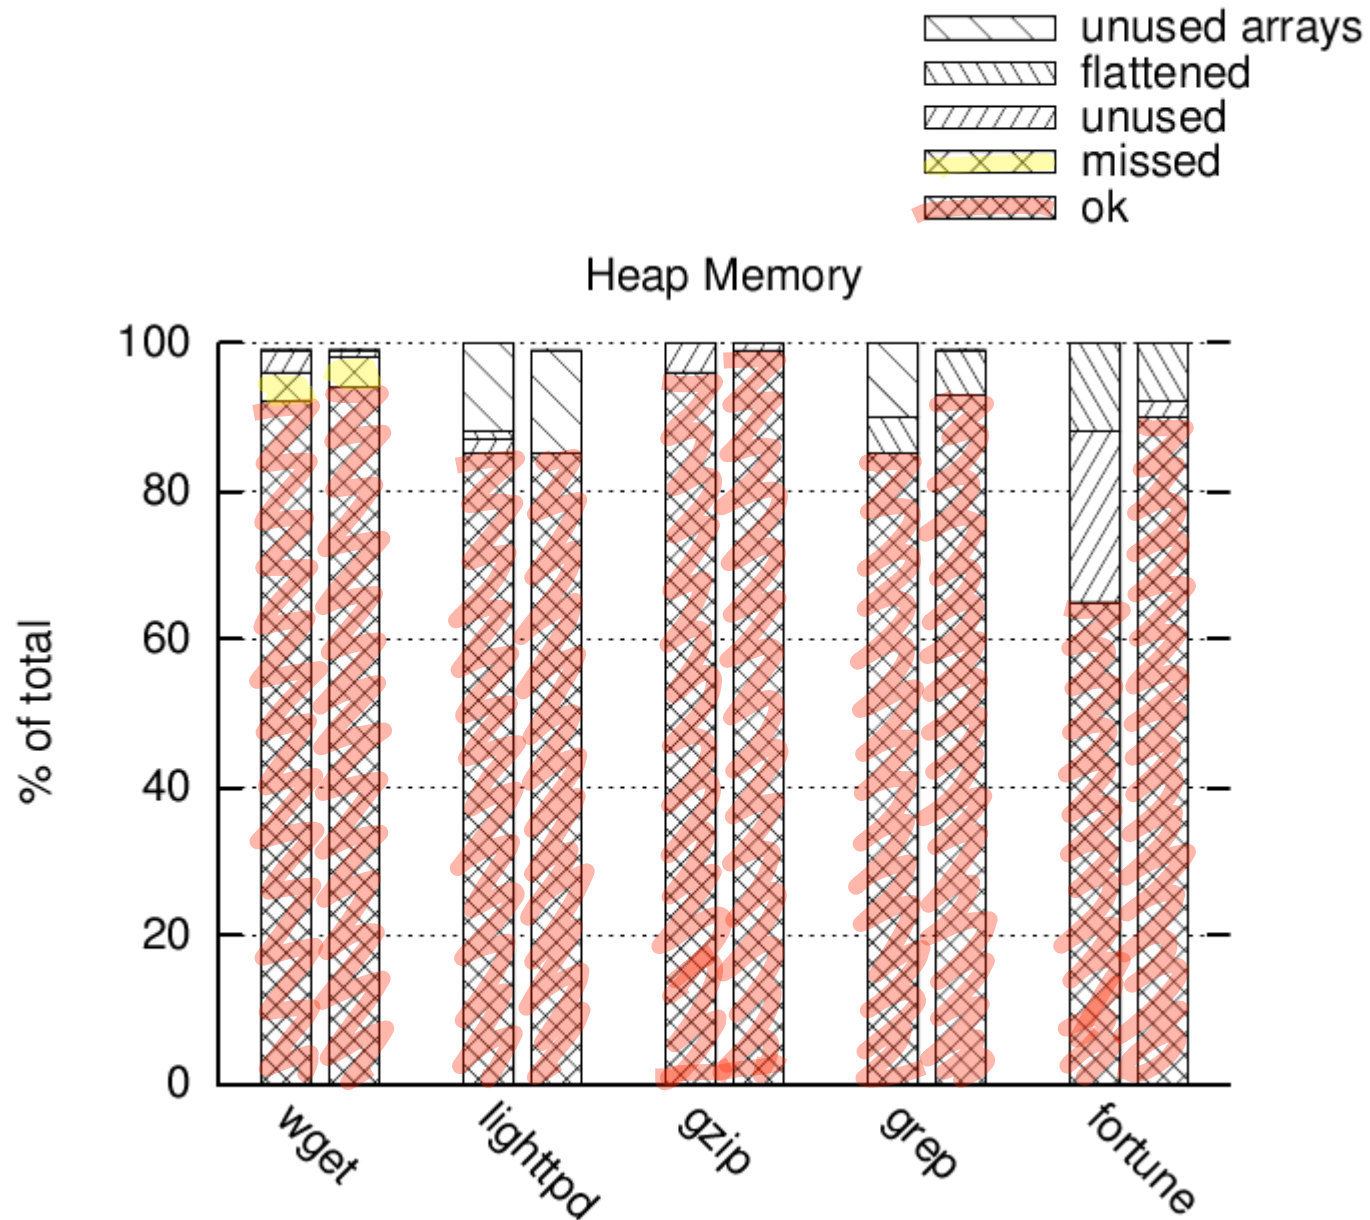 unused arrays
flattened
unused
missed
ok
Heap Memory
100
80
60
40
20
0
% of total
wget
lighttpd
gzip
grep
fortune